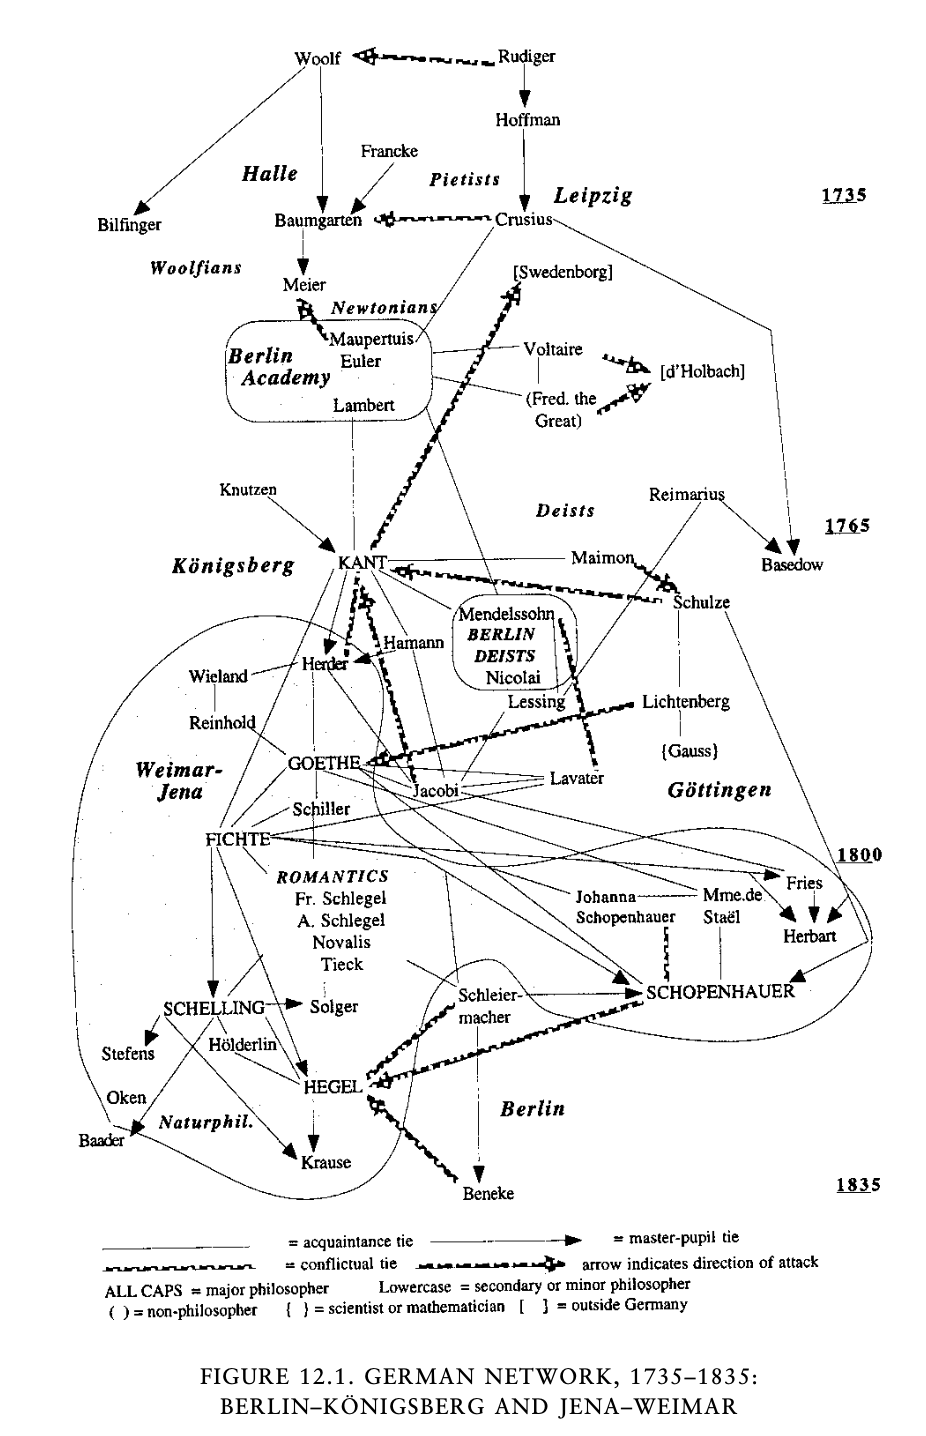 Woolf
Rudiger
Hoffman
Francke
Halle
Pietists
Leipzig
1735
Bilfinger
Baumgarten
Crusius
Woolfians
[Swedenborg]
Meier
Newtonians
Maupertuis
Berlin
Academy
Euler
Lambert
Voltaire
[d'Holbach]
(Fred. the
Great)
Knutzen
Deists
Reimarius
1765
Königsberg
KANT
Maimon
Basedow
Schulze
Mendelssohn
BERLIN
DEISTS
Nicolai
Hamann
Herder
Wieland
Lessing
Lichtenberg
Reinhold
{Gauss}
GOETHE
Weimar-
Jena
Jacobi
Lavater
Göttingen
Schiller
FICHTE
1800
ROMANTICS
Fr. Schlegel
A. Schlegel
Novalis
Tieck
Johanna
Schopenhauer
Mme.de
Staël
Fries
Herbart
SCHELLING
Solger
Schleier-
macher
SCHOPENHAUER
Stefens
Hölderlin
HEGEL
Oken
Naturphil.
Berlin
Baader
Krause
Beneke
1835
= acquaintance tie
= master-pupil tie
= conflictual tie
arrow indicates direction of attack
ALL CAPS = major philosopher Lowercase = secondary or minor philosopher
( ) = non-philosopher { } = scientist or mathematician [ ] = outside Germany
FIGURE 12.1. GERMAN NETWORK, 1735–1835:
BERLIN–KÖNIGSBERG AND JENA–WEIMAR